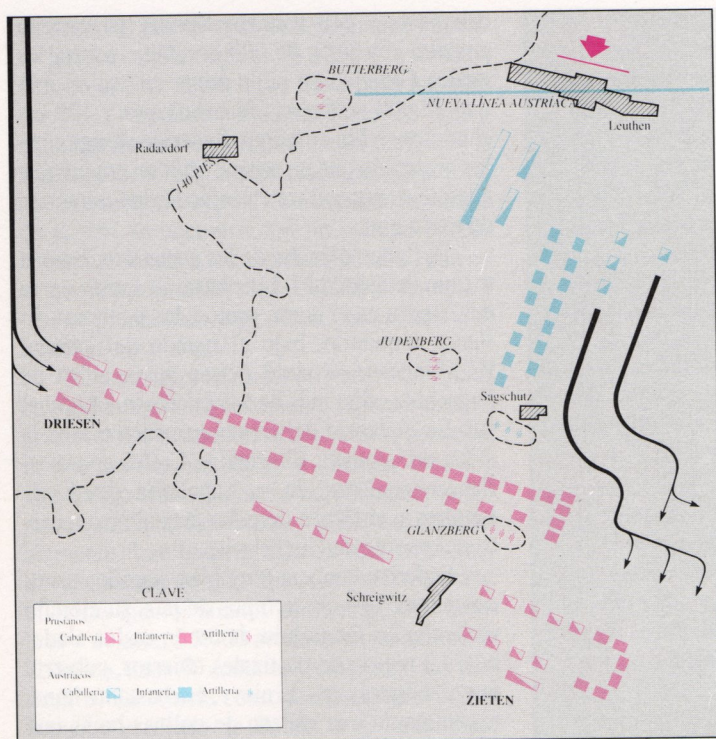 BUTTERBERG
NUEVA LÍNEA AUSTRIACA
Leuthen
Radaxdorf
140 PIES
JUDENBERG
Sagschutz
DRIESEN
GLANZBERG
Schreigwitz
ZIETEN
CLAVE
Prusianos
Caballería Infantería Artillería
Austriacos
Caballería Infantería Artillería